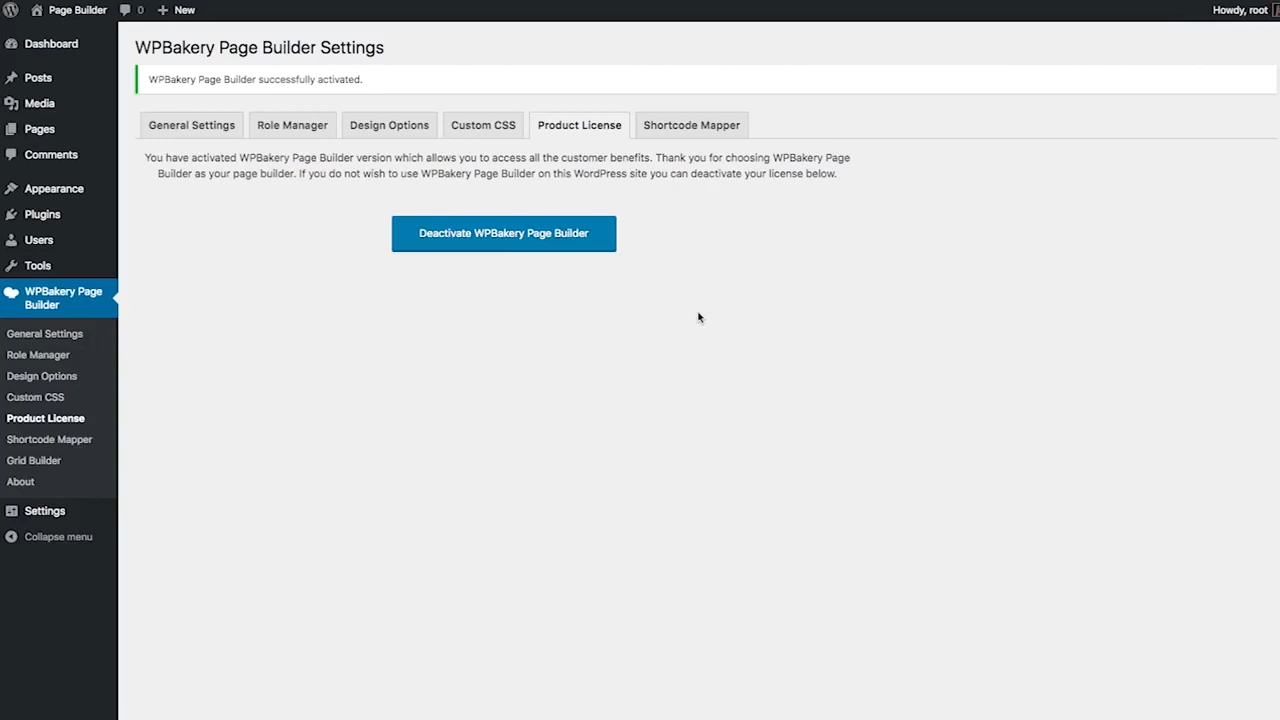 Page Builder 0 New Howdy, root
Dashboard
Posts
Media
Pages
Comments
Appearance
Plugins
Users
Tools
WPBakery Page
Builder
General Settings
Role Manager
Design Options
Custom CSS
Product License
Shortcode Mapper
Grid Builder
About
Settings
Collapse menu
WPBakery Page Builder Settings
WPBakery Page Builder successfully activated.
General Settings Role Manager Design Options Custom CSS Product License Shortcode Mapper
You have activated WPBakery Page Builder version which allows you to access all the customer benefits. Thank you for choosing WPBakery Page
Builder as your page builder. If you do not wish to use WPBakery Page Builder on this WordPress site you can deactivate your license below.
Deactivate WPBakery Page Builder